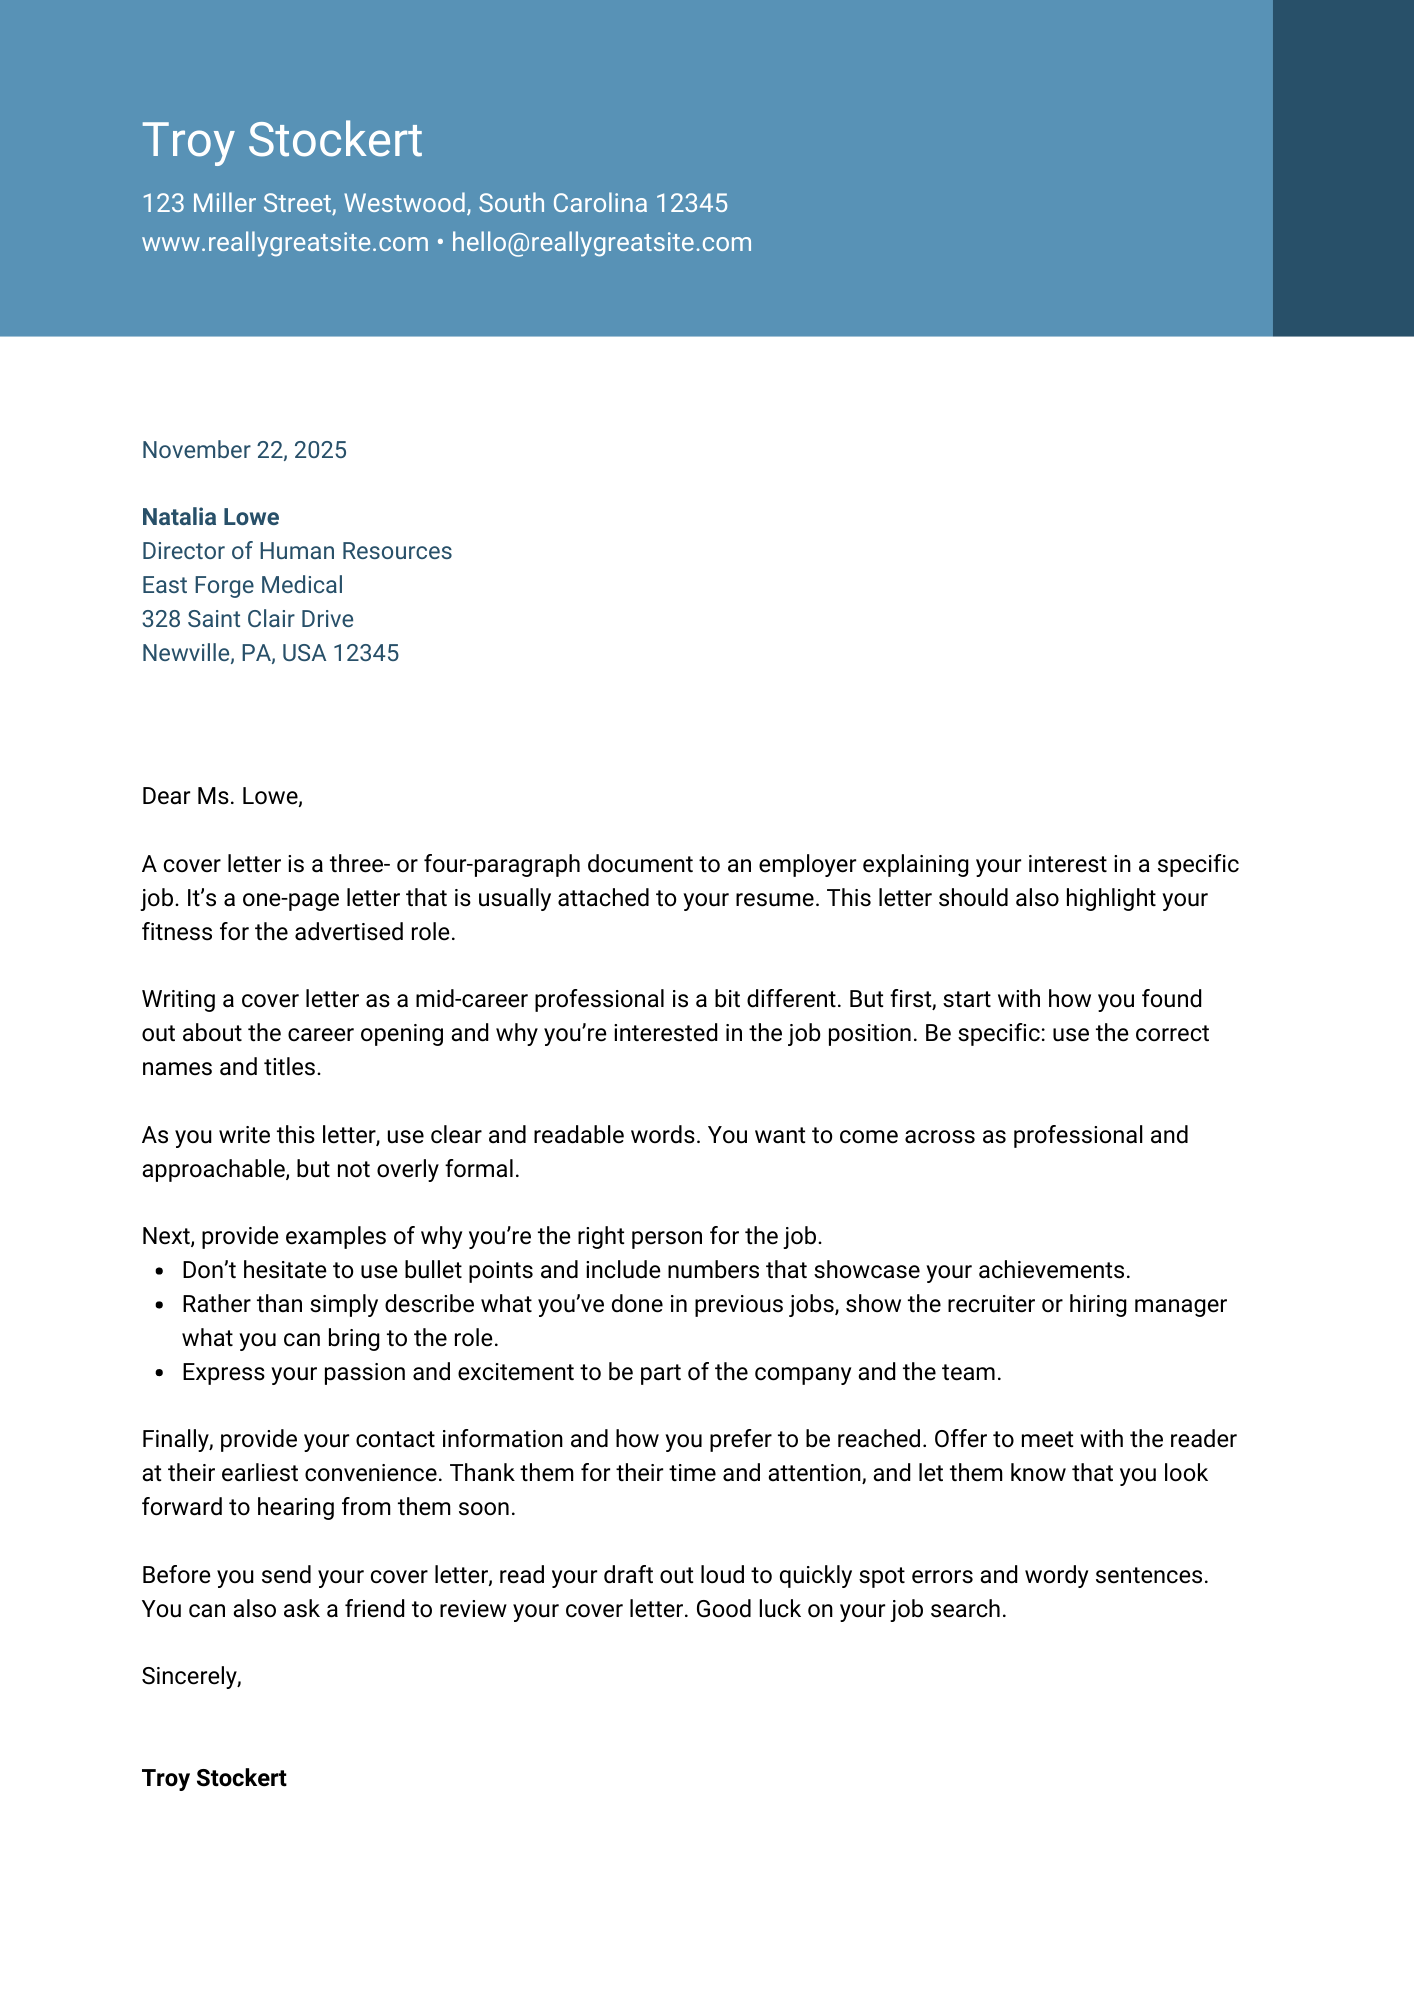 Troy Stockert
123 Miller Street, Westwood, South Carolina 12345
www.reallygreatsite.com • hello@reallygreatsite.com
November 22, 2025
Natalia Lowe
Director of Human Resources
East Forge Medical
328 Saint Clair Drive
Newville, PA, USA 12345
Dear Ms. Lowe,
A cover letter is a three- or four-paragraph document to an employer explaining your interest in a specific
job. It’s a one-page letter that is usually attached to your resume. This letter should also highlight your
fitness for the advertised role.
Writing a cover letter as a mid-career professional is a bit different. But first, start with how you found
out about the career opening and why you’re interested in the job position. Be specific: use the correct
names and titles.
As you write this letter, use clear and readable words. You want to come across as professional and
approachable, but not overly formal.
Next, provide examples of why you’re the right person for the job.
• Don’t hesitate to use bullet points and include numbers that showcase your achievements.
• Rather than simply describe what you’ve done in previous jobs, show the recruiter or hiring manager
what you can bring to the role.
• Express your passion and excitement to be part of the company and the team.
Finally, provide your contact information and how you prefer to be reached. Offer to meet with the reader
at their earliest convenience. Thank them for their time and attention, and let them know that you look
forward to hearing from them soon.
Before you send your cover letter, read your draft out loud to quickly spot errors and wordy sentences.
You can also ask a friend to review your cover letter. Good luck on your job search.
Sincerely,
Troy Stockert